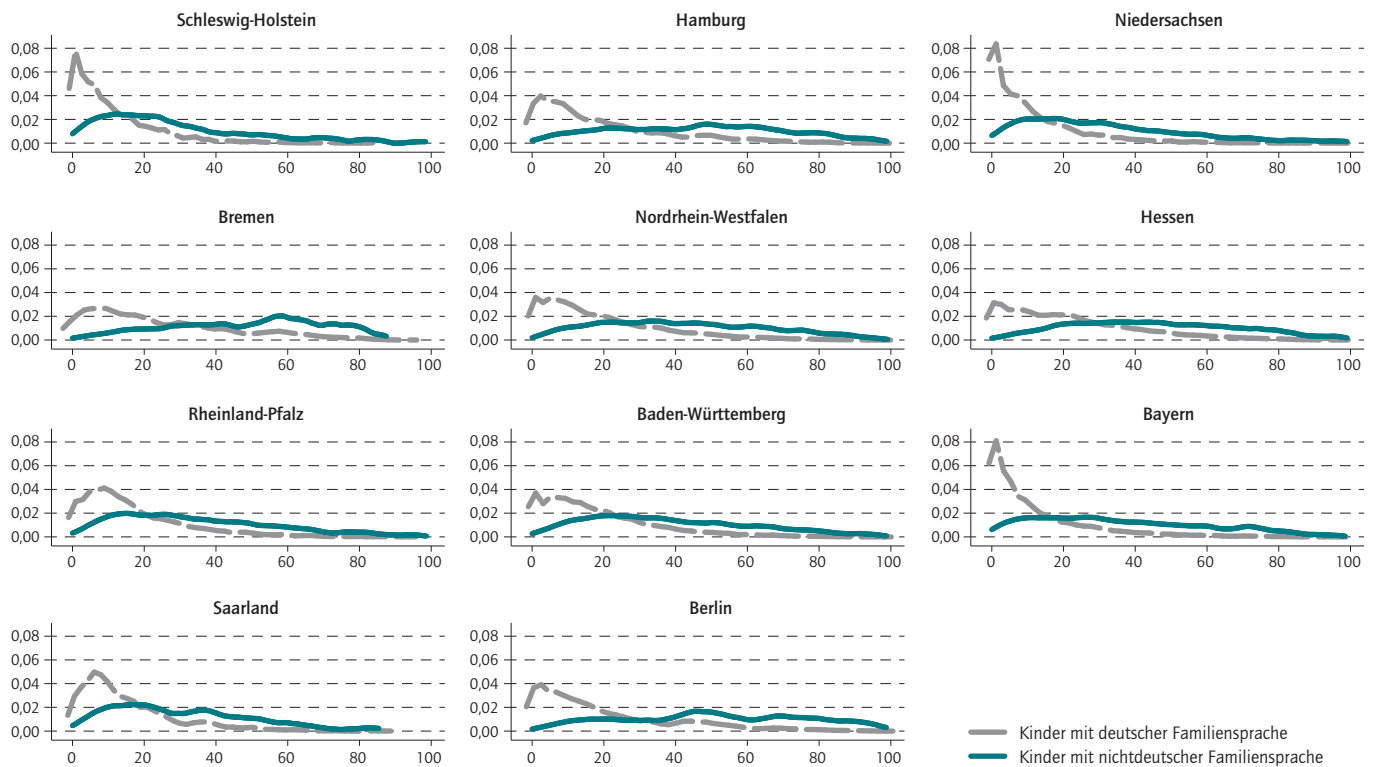 Schleswig-Holstein
0,08
0,06
0,04
0,02
0,00
0 20 40 60 80 100
Hamburg
0,08
0,06
0,04
0,02
0,00
0 20 40 60 80 100
Niedersachsen
0,08
0,06
0,04
0,02
0,00
0 20 40 60 80 100
Bremen
0,08
0,06
0,04
0,02
0,00
0 20 40 60 80 100
Nordrhein-Westfalen
0,08
0,06
0,04
0,02
0,00
0 20 40 60 80 100
Hessen
0,08
0,06
0,04
0,02
0,00
0 20 40 60 80 100
Rheinland-Pfalz
0,08
0,06
0,04
0,02
0,00
0 20 40 60 80 100
Baden-Württemberg
0,08
0,06
0,04
0,02
0,00
0 20 40 60 80 100
Bayern
0,08
0,06
0,04
0,02
0,00
0 20 40 60 80 100
Saarland
0,08
0,06
0,04
0,02
0,00
0 20 40 60 80 100
Berlin
0,08
0,06
0,04
0,02
0,00
0 20 40 60 80 100
Kinder mit deutscher Familiensprache
Kinder mit nichtdeutscher Familiensprache